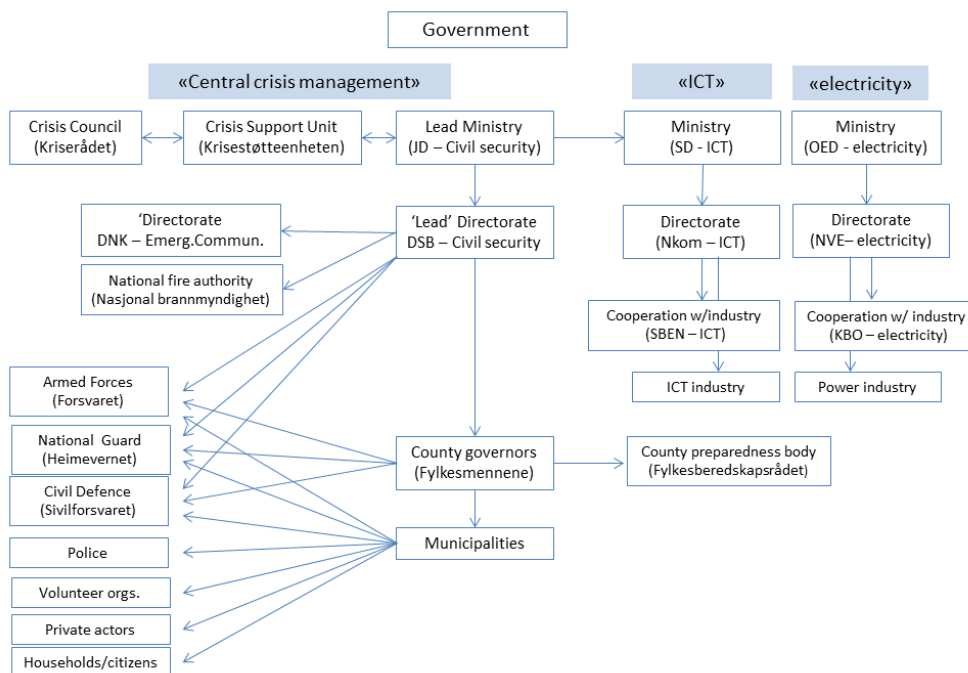 Government
«Central crisis management»
«ICT»
«electricity»
Crisis Council
(Kriserådet)
Crisis Support Unit
(Krisestøtteenheten)
Lead Ministry
(JD – Civil security)
Ministry
(SD - ICT)
Ministry
(OED - electricity)
‘Directorate
DNK – Emerg.Commun.
‘Lead’ Directorate
DSB – Civil security
Directorate
(Nkom – ICT)
Directorate
(NVE– electricity)
National fire authority
(Nasjonal brannmyndighet)
Cooperation w/industry
(SBEN – ICT)
Cooperation w/ industry
(KBO – electricity)
Armed Forces
(Forsvaret)
ICT industry
Power industry
National Guard
(Heimevernet)
County governors
(Fylkesmennene)
County preparedness body
(Fylkesberedskapsrådet)
Civil Defence
(Sivilforsvaret)
Municipalities
Police
Volunteer orgs.
Private actors
Households/citizens